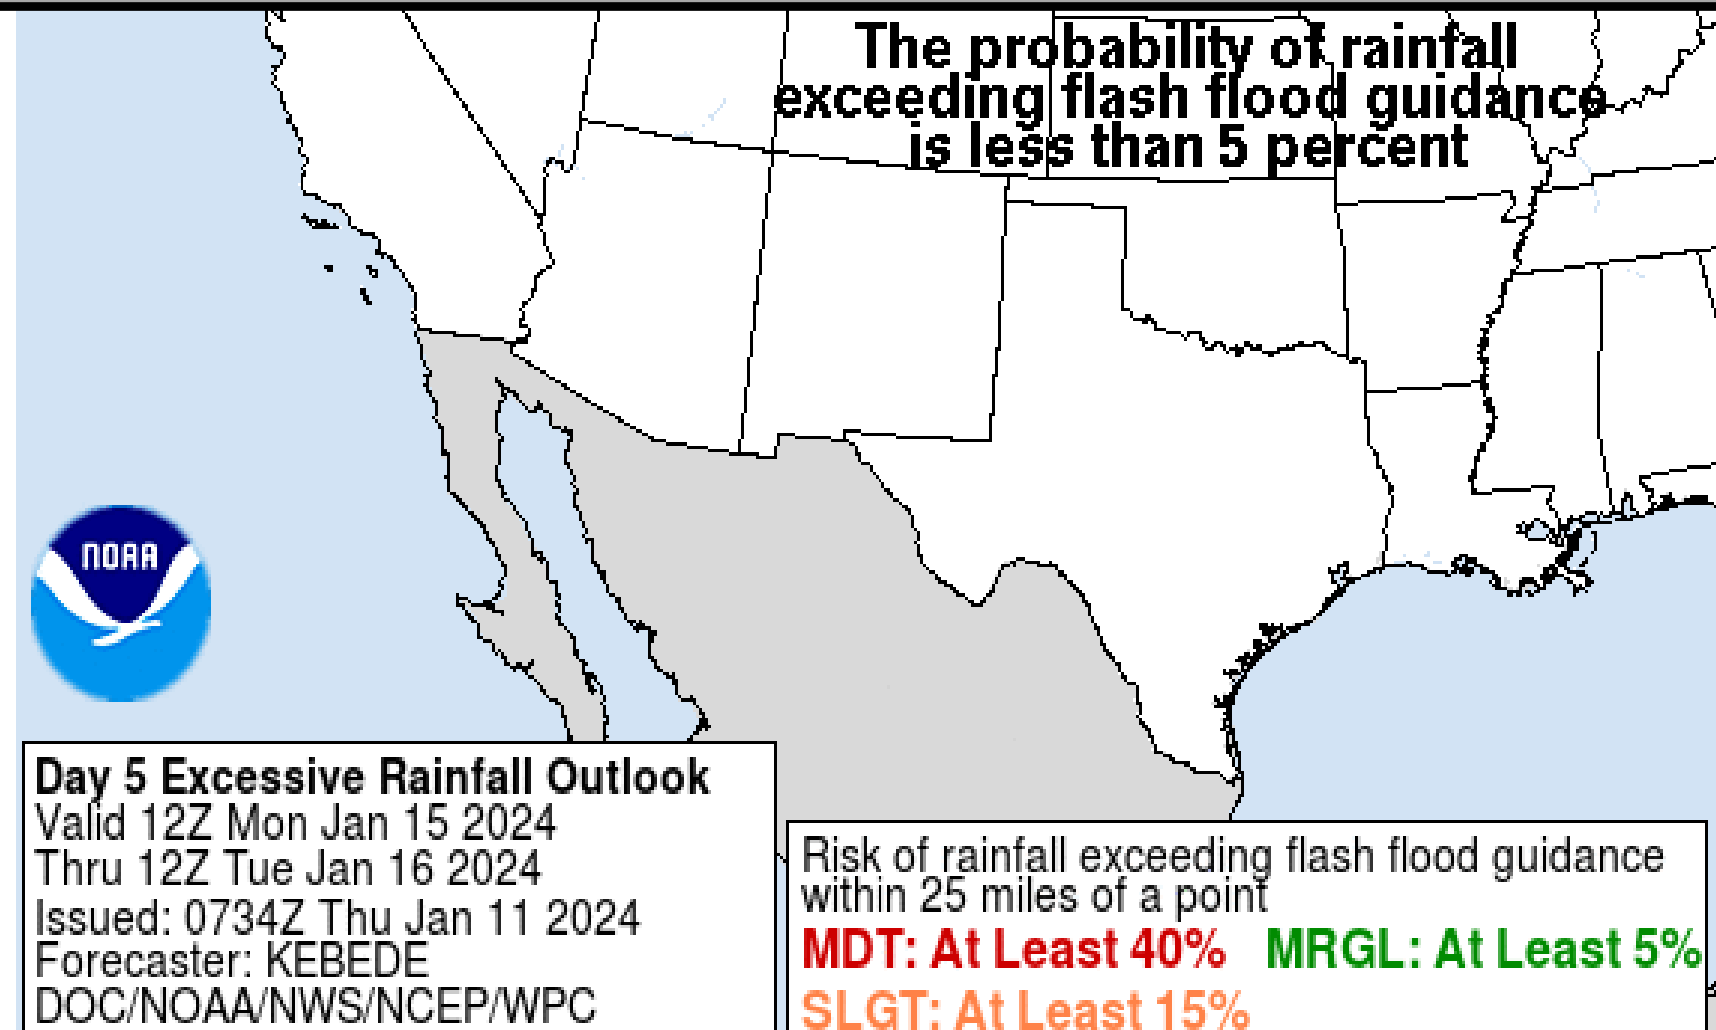 The probability of rainfall
exceeding flash flood guidance
is less than 5 percent
NOAA
Day 5 Excessive Rainfall Outlook
Valid 12Z Mon Jan 15 2024
Thru 12Z Tue Jan 16 2024
Issued: 0734Z Thu Jan 11 2024
Forecaster: KEBEDE
DOC/NOAA/NWS/NCEP/WPC
Risk of rainfall exceeding flash flood guidance
within 25 miles of a point
MDT: At Least 40% MRGL: At Least 5%
SLGT: At Least 15%